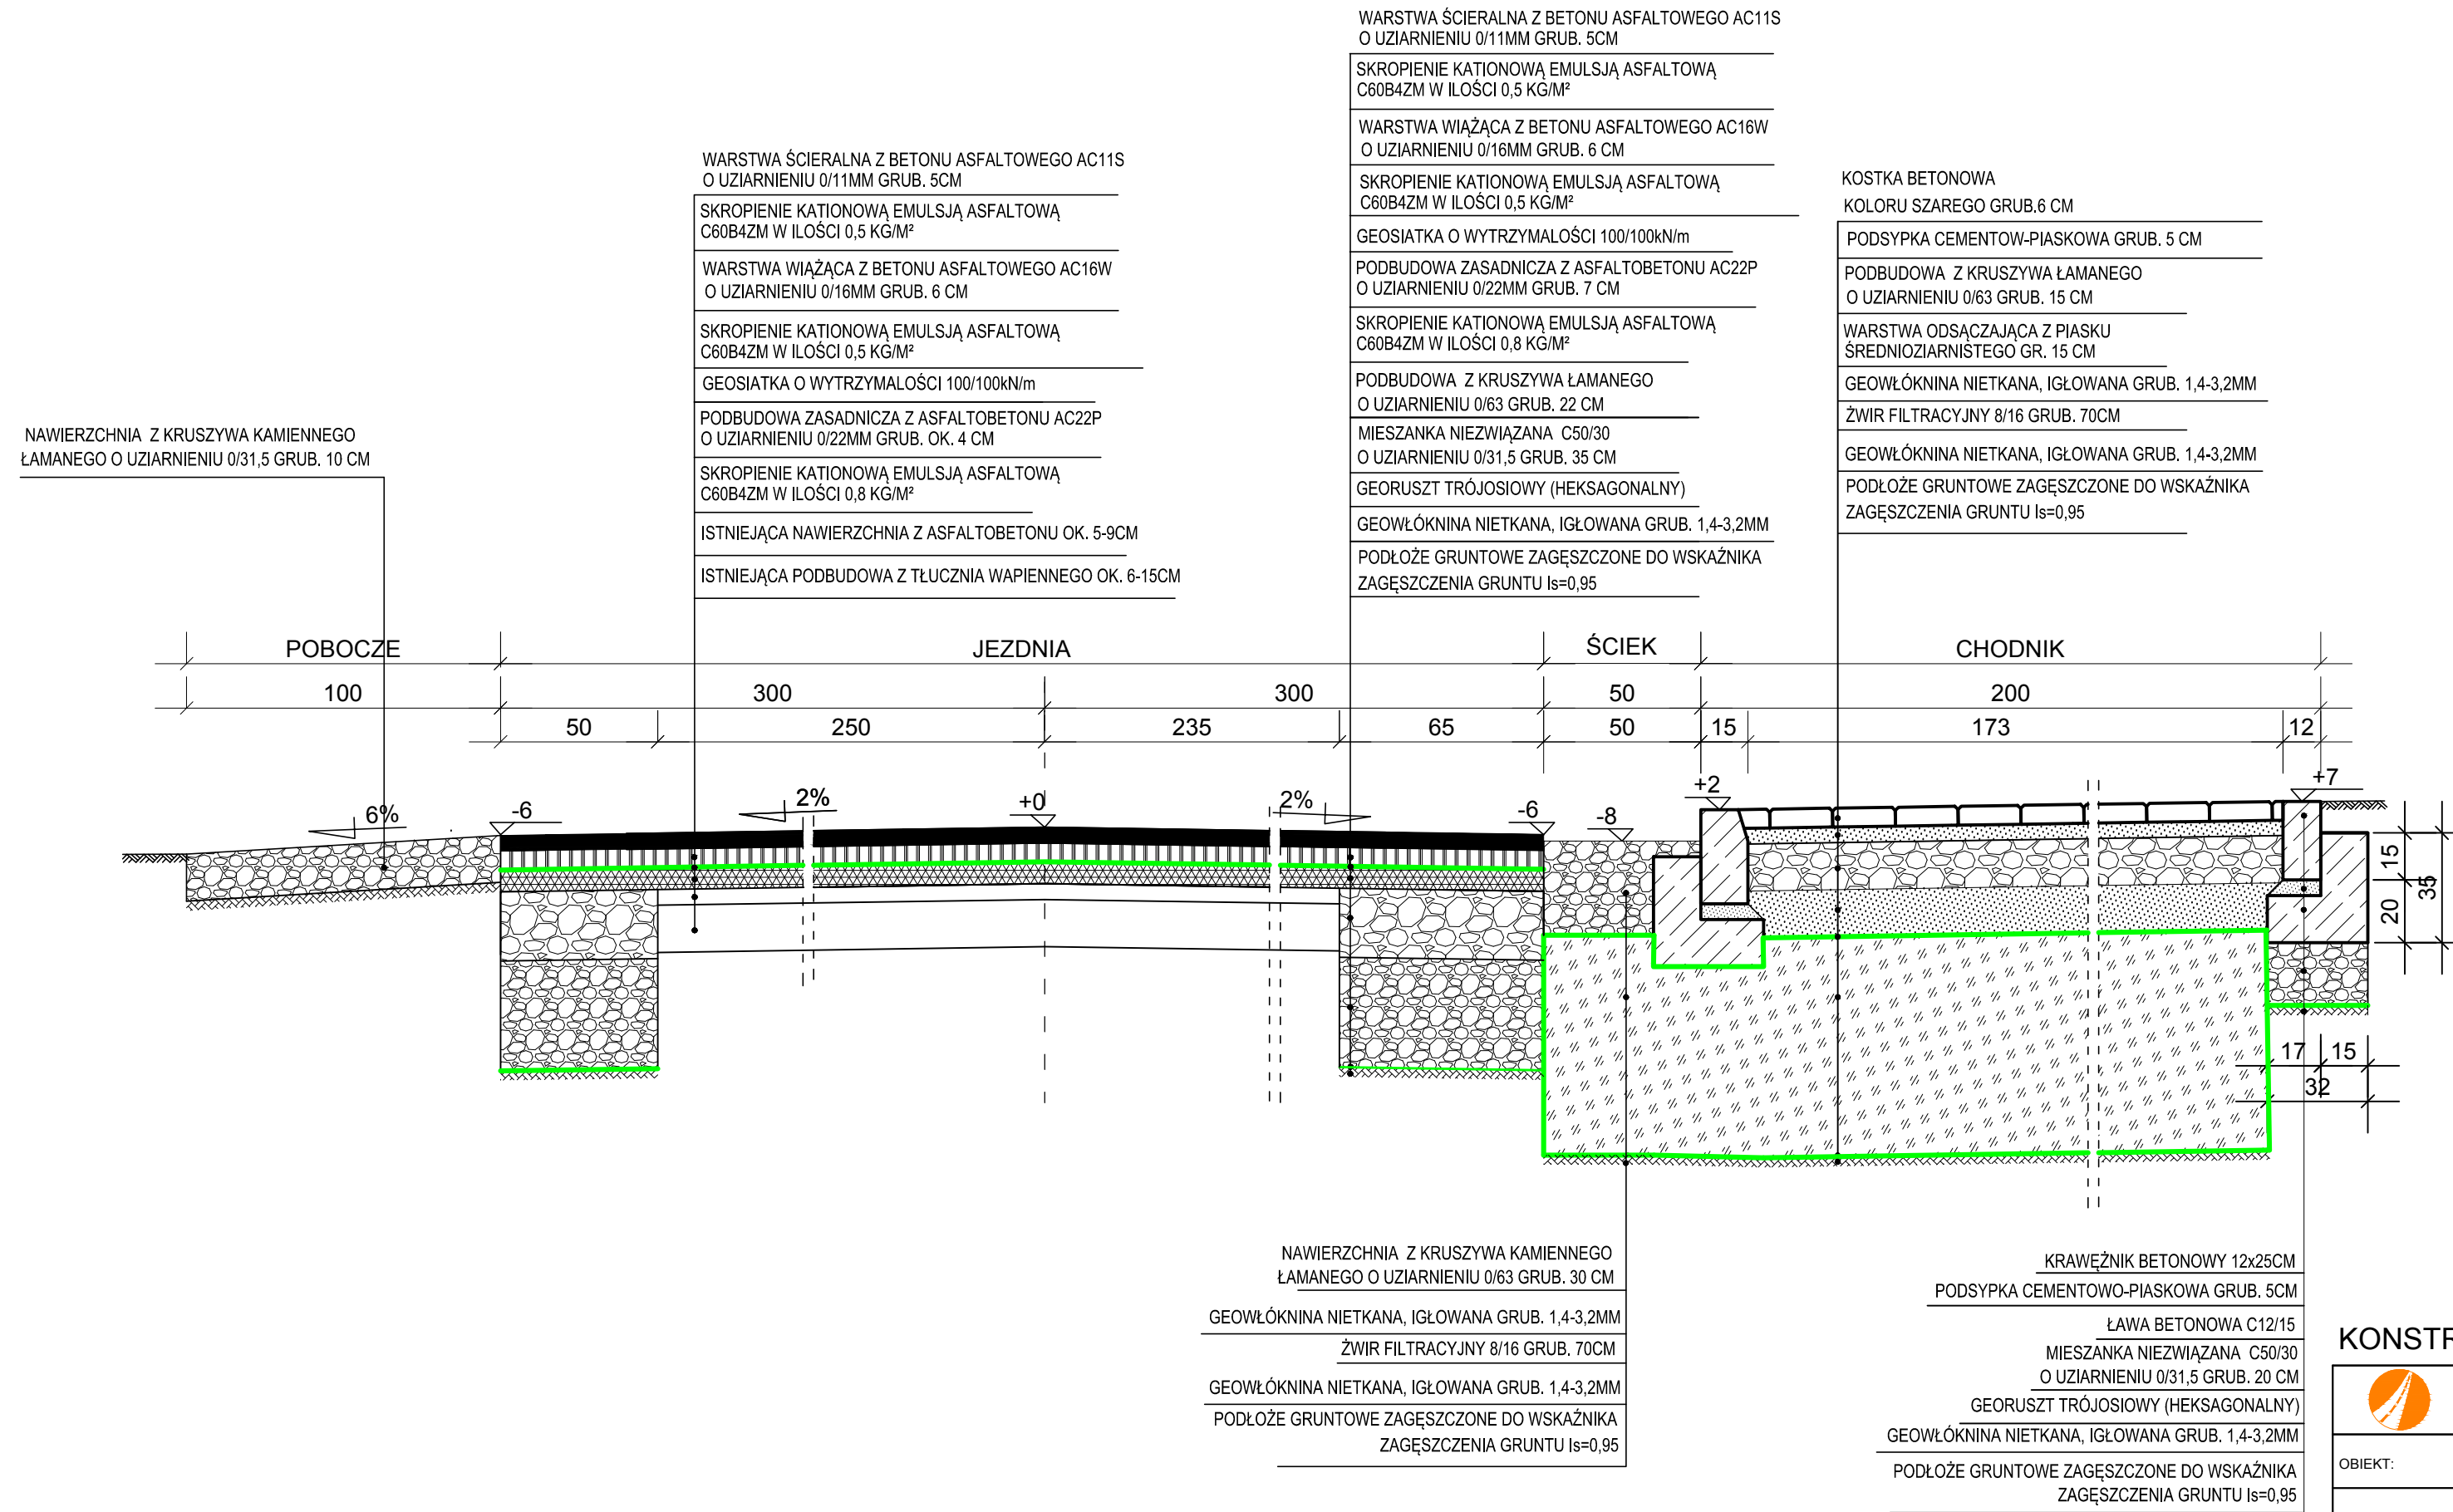 WARSTWA ŚCIERALNA Z BETONU ASFALTOWEGO AC11S
O UZIARNIENIU 0/11MM GRUB. 5CM
SKROPIENIE KATIONOWĄ EMULSJĄ ASFALTOWĄ
C60B4ZM W ILOŚCI 0,5 KG/M²
WARSTWA WIĄŻĄCA Z BETONU ASFALTOWEGO AC16W
O UZIARNIENIU 0/16MM GRUB. 6 CM
SKROPIENIE KATIONOWĄ EMULSJĄ ASFALTOWĄ
C60B4ZM W ILOŚCI 0,5 KG/M²
GEOSIATKA O WYTRZYMALOŚCI 100/100kN/m
PODBUDOWA ZASADNICZA Z ASFALTOBETONU AC22P
O UZIARNIENIU 0/22MM GRUB. 7 CM
SKROPIENIE KATIONOWĄ EMULSJĄ ASFALTOWĄ
C60B4ZM W ILOŚCI 0,8 KG/M²
PODBUDOWA Z KRUSZYWA ŁAMANEGO
O UZIARNIENIU 0/63 GRUB. 22 CM
MIESZANKA NIEZWIĄZANA C50/30
O UZIARNIENIU 0/31,5 GRUB. 35 CM
GEORUSZT TRÓJOSIOWY (HEKSAGONALNY)
GEOWŁÓKNINA NIETKANA, IGŁOWANA GRUB. 1,4-3,2MM
PODŁOŻE GRUNTOWE ZAGĘSZCZONE DO WSKAŹNIKA
ZAGĘSZCZENIA GRUNTU Is=0,95
WARSTWA ŚCIERALNA Z BETONU ASFALTOWEGO AC11S
O UZIARNIENIU 0/11MM GRUB. 5CM
SKROPIENIE KATIONOWĄ EMULSJĄ ASFALTOWĄ
C60B4ZM W ILOŚCI 0,5 KG/M²
WARSTWA WIĄŻĄCA Z BETONU ASFALTOWEGO AC16W
O UZIARNIENIU 0/16MM GRUB. 6 CM
SKROPIENIE KATIONOWĄ EMULSJĄ ASFALTOWĄ
C60B4ZM W ILOŚCI 0,5 KG/M²
GEOSIATKA O WYTRZYMALOŚCI 100/100kN/m
PODBUDOWA ZASADNICZA Z ASFALTOBETONU AC22P
O UZIARNIENIU 0/22MM GRUB. OK. 4 CM
SKROPIENIE KATIONOWĄ EMULSJĄ ASFALTOWĄ
C60B4ZM W ILOŚCI 0,8 KG/M²
ISTNIEJĄCA NAWIERZCHNIA Z ASFALTOBETONU OK. 5-9CM
ISTNIEJĄCA PODBUDOWA Z TŁUCZNIA WAPIENNEGO OK. 6-15CM
KOSTKA BETONOWA
KOLORU SZAREGO GRUB.6 CM
PODSYPKA CEMENTOW-PIASKOWA GRUB. 5 CM
PODBUDOWA Z KRUSZYWA ŁAMANEGO
O UZIARNIENIU 0/63 GRUB. 15 CM
WARSTWA ODSĄCZAJĄCA Z PIASKU
ŚREDNIOZIARNISTEGO GR. 15 CM
GEOWŁÓKNINA NIETKANA, IGŁOWANA GRUB. 1,4-3,2MM
ŻWIR FILTRACYJNY 8/16 GRUB. 70CM
GEOWŁÓKNINA NIETKANA, IGŁOWANA GRUB. 1,4-3,2MM
PODŁOŻE GRUNTOWE ZAGĘSZCZONE DO WSKAŹNIKA
ZAGĘSZCZENIA GRUNTU Is=0,95
NAWIERZCHNIA Z KRUSZYWA KAMIENNEGO
ŁAMANEGO O UZIARNIENIU 0/31,5 GRUB. 10 CM
POBOCZE JEZDNIA ŚCIEK CHODNIK
100 300 300 50 200
50 250 235 65 50 15 173 12
6% -6 2% +0 2% -6 -8 +2 +7
15
20
35
17 15
32
NAWIERZCHNIA Z KRUSZYWA KAMIENNEGO
ŁAMANEGO O UZIARNIENIU 0/63 GRUB. 30 CM
GEOWŁÓKNINA NIETKANA, IGŁOWANA GRUB. 1,4-3,2MM
ŻWIR FILTRACYJNY 8/16 GRUB. 70CM
GEOWŁÓKNINA NIETKANA, IGŁOWANA GRUB. 1,4-3,2MM
PODŁOŻE GRUNTOWE ZAGĘSZCZONE DO WSKAŹNIKA
ZAGĘSZCZENIA GRUNTU Is=0,95
KRAWĘŻNIK BETONOWY 12x25CM
PODSYPKA CEMENTOWO-PIASKOWA GRUB. 5CM
ŁAWA BETONOWA C12/15
MIESZANKA NIEZWIĄZANA C50/30
O UZIARNIENIU 0/31,5 GRUB. 20 CM
GEORUSZT TRÓJOSIOWY (HEKSAGONALNY)
GEOWŁÓKNINA NIETKANA, IGŁOWANA GRUB. 1,4-3,2MM
PODŁOŻE GRUNTOWE ZAGĘSZCZONE DO WSKAŹNIKA
ZAGĘSZCZENIA GRUNTU Is=0,95
KONSTR
OBIEKT: